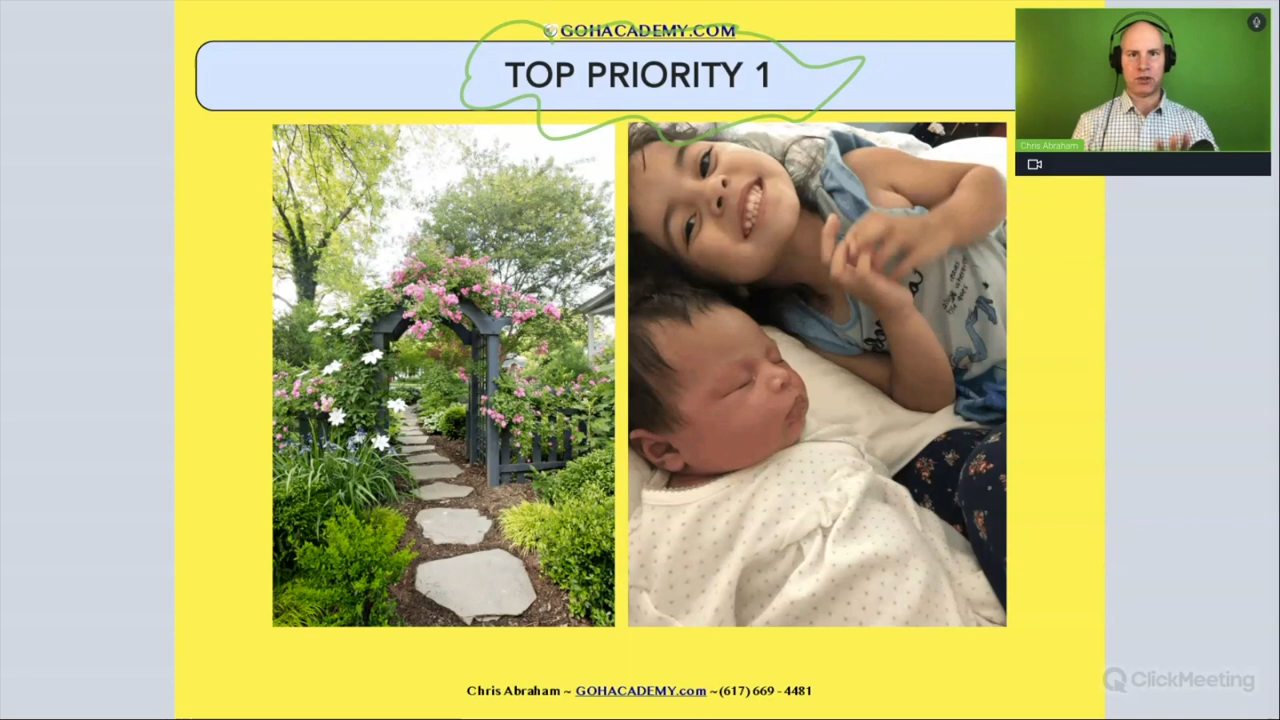 GOHACADEMY.COM
TOP PRIORITY 1
Chris Abraham
Chris Abraham ~ GOHACADEMY.com ~(617) 669 - 4481
ClickMeeting